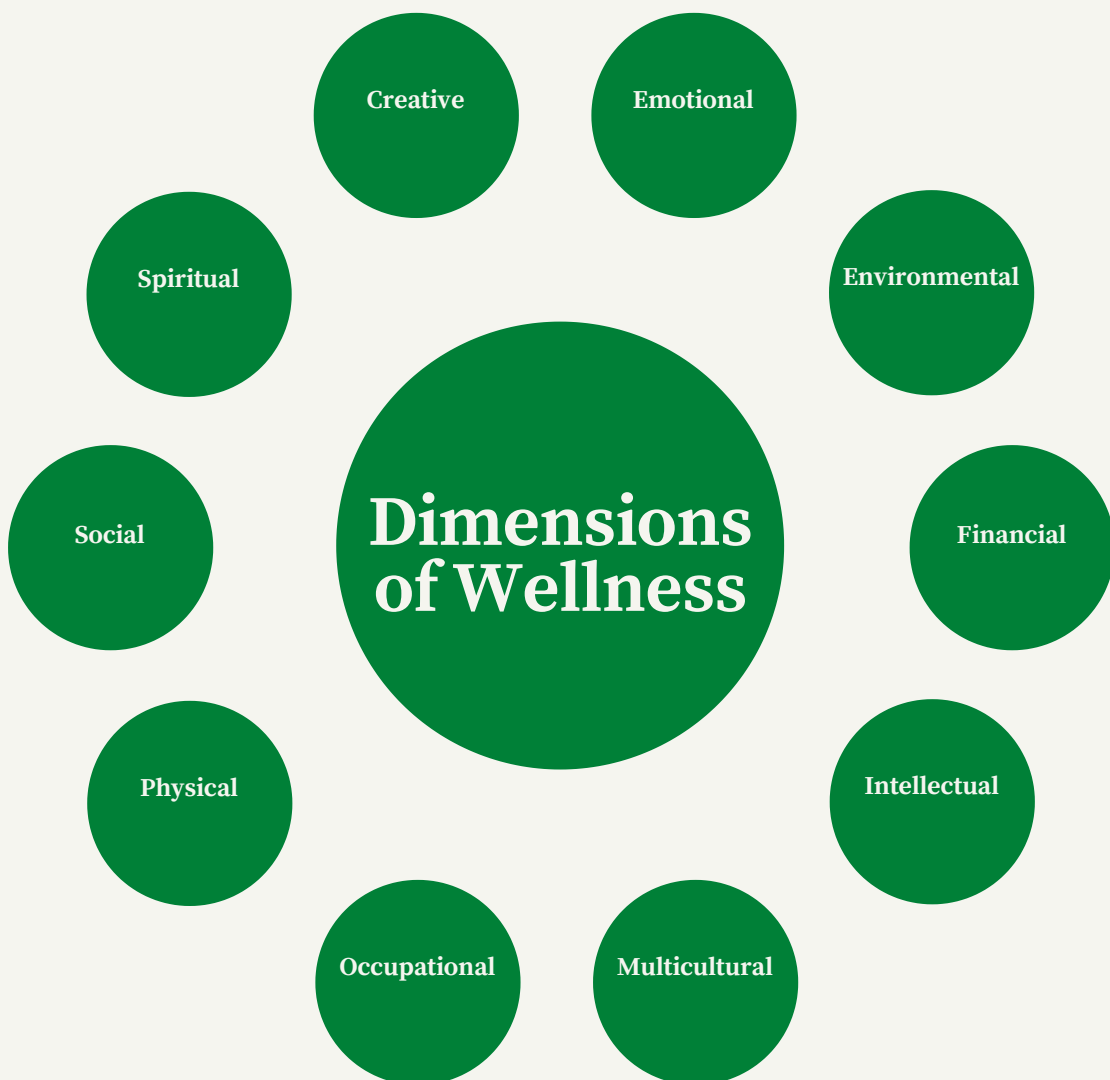 Creative
Emotional
Spiritual
Environmental
Dimensions
of Wellness
Social
Financial
Physical
Intellectual
Occupational
Multicultural